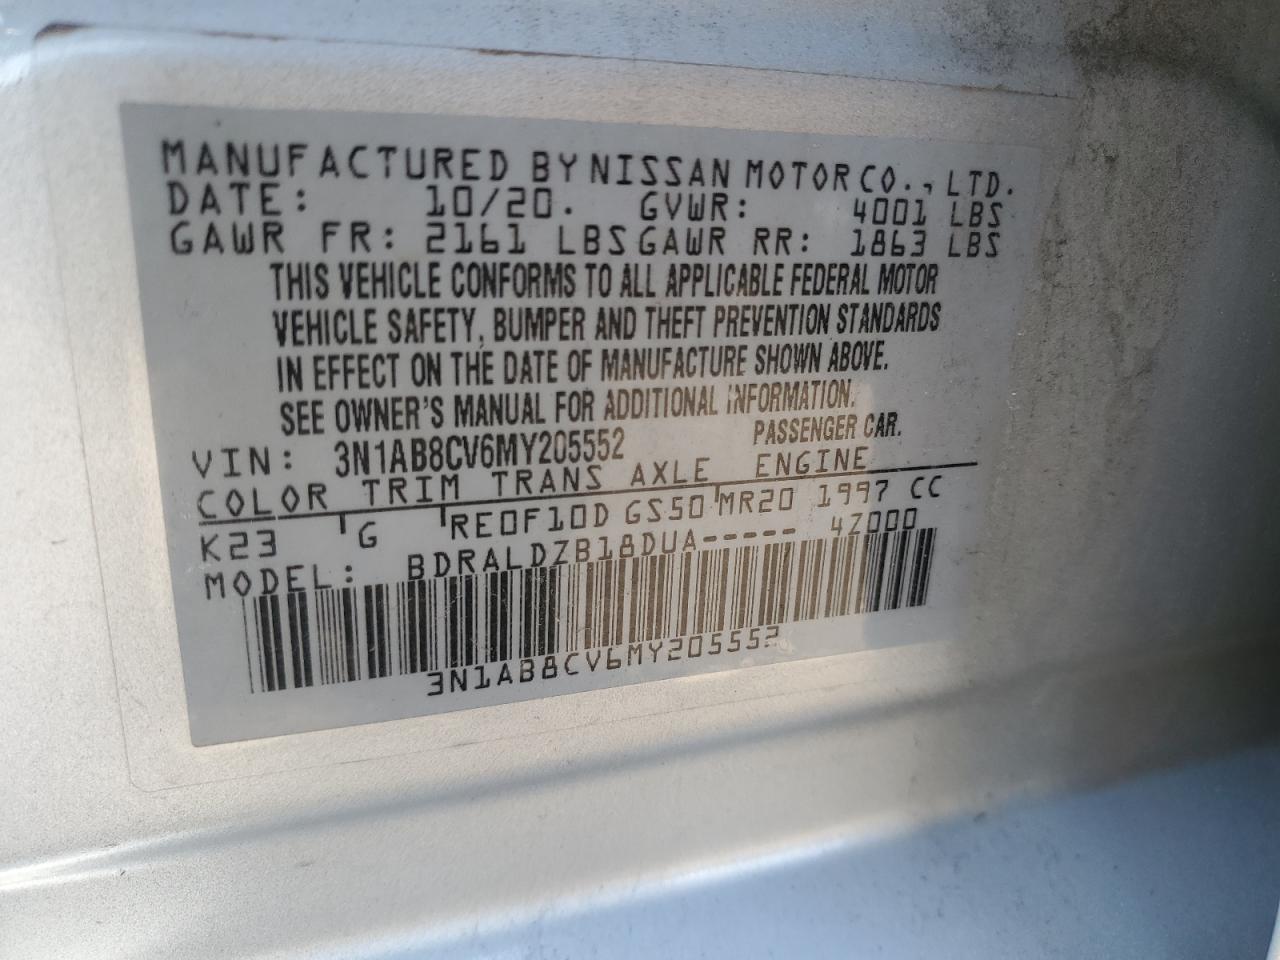 MANUFACTURED BY NISSAN MOTOR CO., LTD.
DATE: 10/20. GVWR: 4001 LBS
GAWR FR: 2161 LBS GAWR RR: 1863 LBS
THIS VEHICLE CONFORMS TO ALL APPLICABLE FEDERAL MOTOR
VEHICLE SAFETY, BUMPER AND THEFT PREVENTION STANDARDS
IN EFFECT ON THE DATE OF MANUFACTURE SHOWN ABOVE.
SEE OWNER'S MANUAL FOR ADDITIONAL INFORMATION.
VIN: 3N1AB8CV6MY205552 PASSENGER CAR.
COLOR TRIM TRANS AXLE ENGINE
K23 G RE0F10D GS50 MR20 1997 CC
MODEL: BDRALDZB18DUA----- 4Z000
3N1AB8CV6MY205552